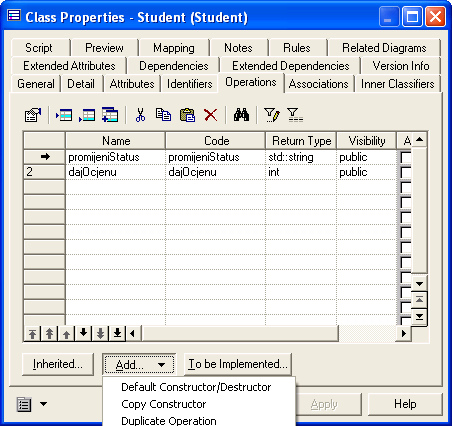 Class Properties - Student (Student)
Script Preview Mapping Notes Rules Related Diagrams
Extended Attributes Dependencies Extended Dependencies Version Info
General Detail Attributes Identifiers Operations Associations Inner Classifiers
Name Code Return Type Visibility A
promijeniStatus promijeniStatus std::string public
2 dajOcjenu dajOcjenu int public
Inherited... Add... To be Implemented...
Default Constructor/Destructor
Copy Constructor
Duplicate Operation
Apply Help